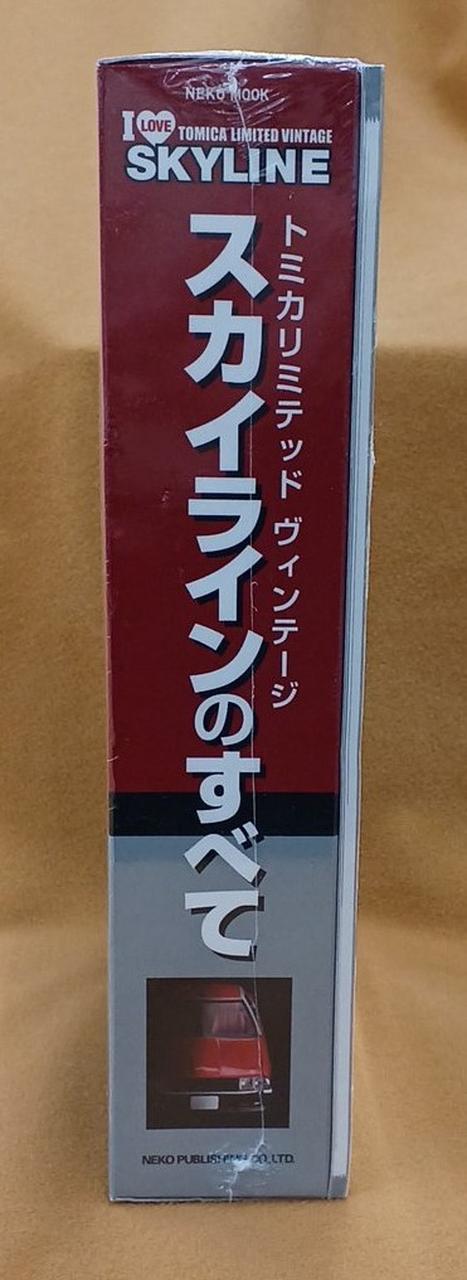 NEKO MOOK
I LOVE TOMICA LIMITED VINTAGE
SKYLINE
トミカリミテッド ヴィンテージ
スカイラインのすべて
NEKO PUBLISHING CO.,LTD.